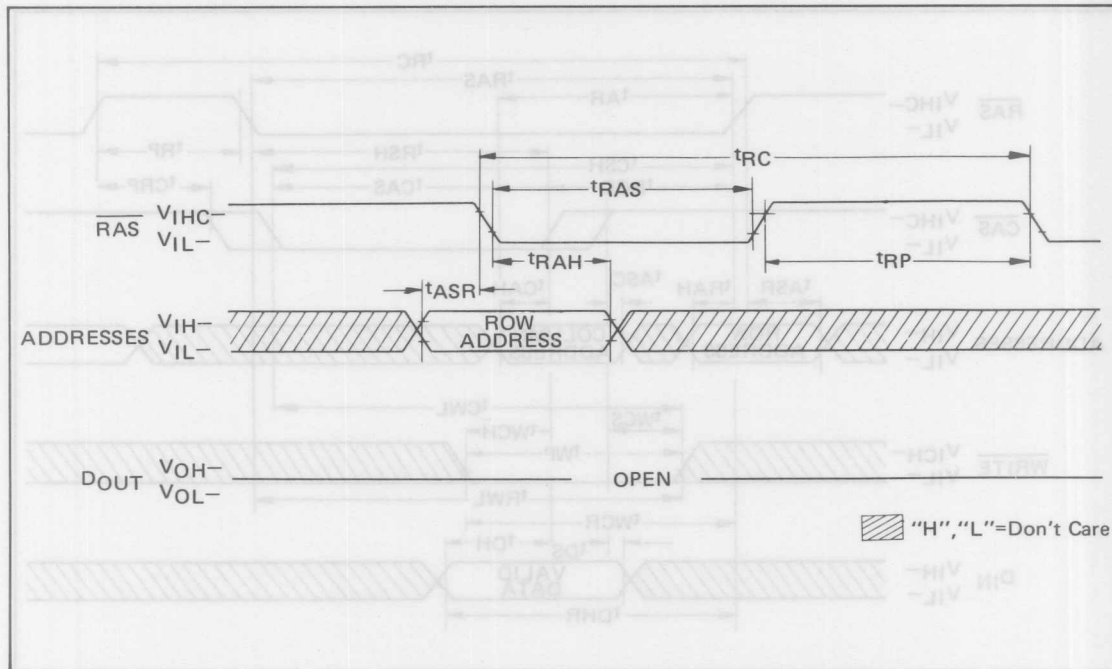 tRC
tRAS
RAS VIHC–
VIL–
tRAH
tRP
tASR
ADDRESSES VIH–
VIL–
ROW
ADDRESS
DOUT VOH–
VOL–
OPEN
"H","L"=Don't Care